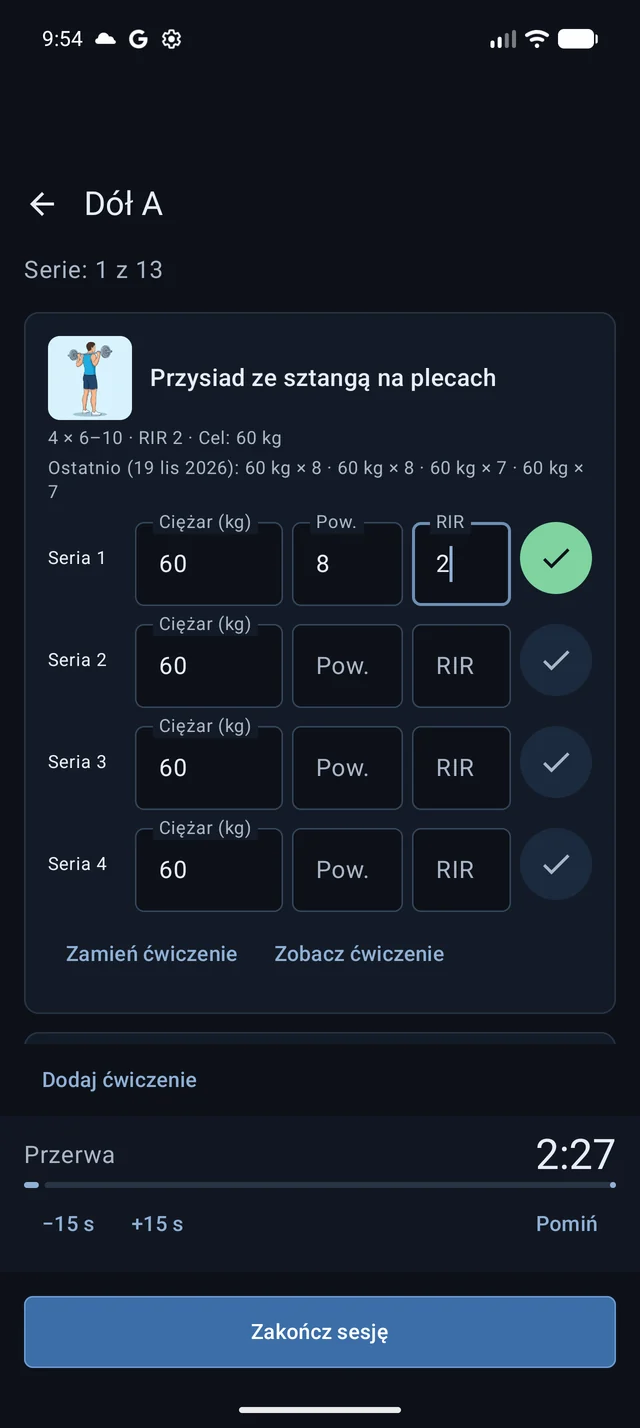 9:54
Dół A
Serie: 1 z 13
Przysiad ze sztangą na plecach
4 × 6–10 · RIR 2 · Cel: 60 kg
Ostatnio (19 lis 2026): 60 kg × 8 · 60 kg × 8 · 60 kg × 7 · 60 kg ×
7
Ciężar (kg) Pow. RIR
Seria 1 60 8 2
Ciężar (kg)
Seria 2 60 Pow. RIR
Ciężar (kg)
Seria 3 60 Pow. RIR
Ciężar (kg)
Seria 4 60 Pow. RIR
Zamień ćwiczenie Zobacz ćwiczenie
Dodaj ćwiczenie
Przerwa 2:27
−15 s +15 s Pomiń
Zakończ sesję